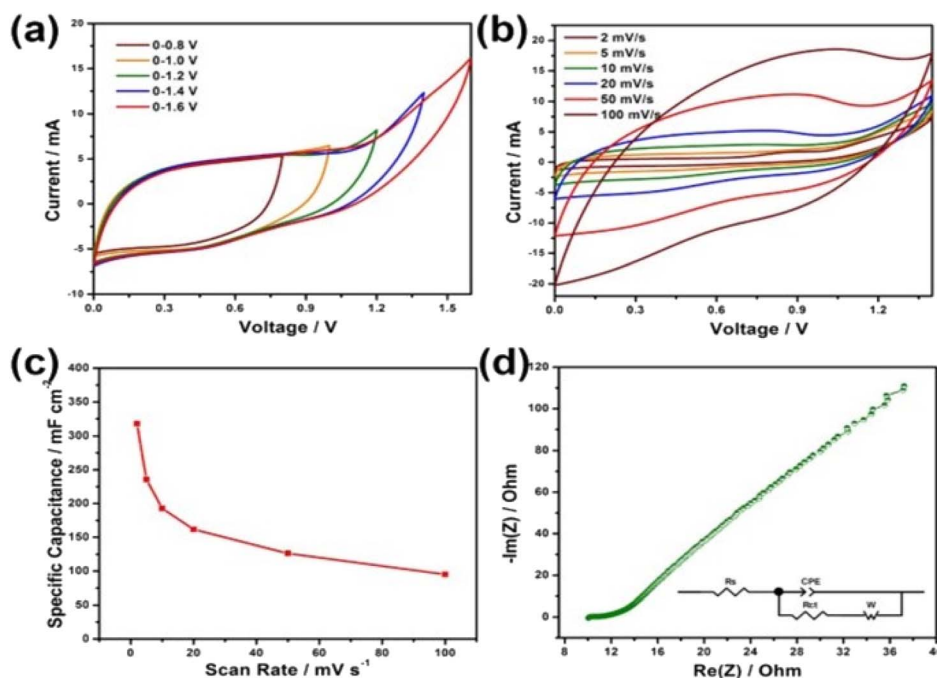 (a)
0-0.8 V
0-1.0 V
0-1.2 V
0-1.4 V
0-1.6 V
20
15
10
5
0
-5
-10
Current / mA
0.0 0.3 0.6 0.9 1.2 1.5
Voltage / V
(b)
2 mV/s
5 mV/s
10 mV/s
20 mV/s
50 mV/s
100 mV/s
25
20
15
10
5
0
-5
-10
-15
-20
Current / mA
0.0 0.3 0.6 0.9 1.2
Voltage / V
(c)
400
350
300
250
200
150
100
50
0
Specific Capacitance / mF cm⁻²
0 20 40 60 80 100
Scan Rate / mV s⁻¹
(d)
120
100
80
60
40
20
0
-Im(Z) / Ohm
Rs
CPE
Rct
W
8 12 16 20 24 28 32 36 40
Re(Z) / Ohm